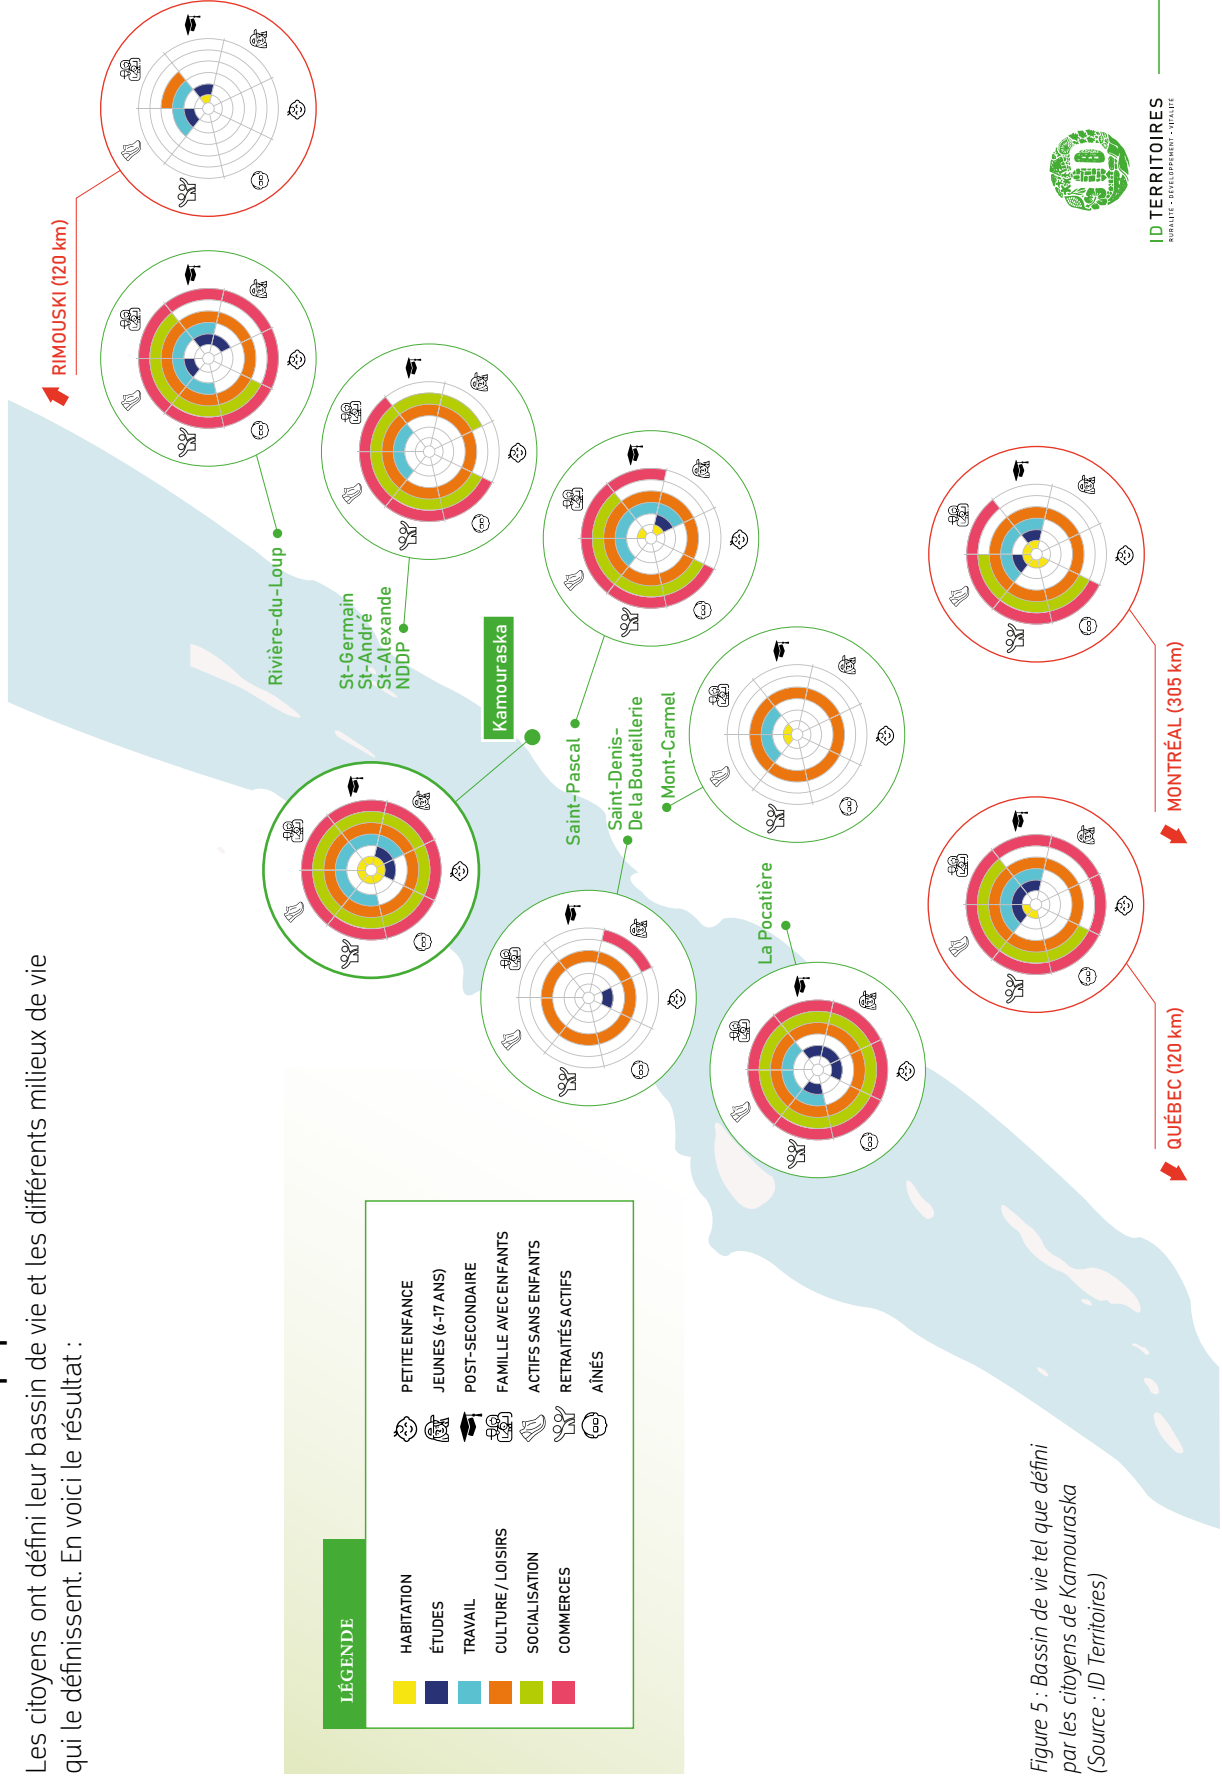 Les citoyens ont défini leur bassin de vie et les différents milieux de vie
qui le définissent. En voici le résultat :
RIMOUSKI (120 km)
Rivière-du-Loup
St-Germain
St-André
St-Alexande
NDDP
Kamouraska
Saint-Pascal
Saint-Denis-
De la Bouteillerie
Mont-Carmel
La Pocatière
QUÉBEC (120 km)
MONTRÉAL (305 km)
LÉGENDE
HABITATION
ÉTUDES
TRAVAIL
CULTURE / LOISIRS
SOCIALISATION
COMMERCES
PETITE ENFANCE
JEUNES (6-17 ANS)
POST-SECONDAIRE
FAMILLE AVEC ENFANTS
ACTIFS SANS ENFANTS
RETRAITÉS ACTIFS
AÎNÉS
Figure 5 : Bassin de vie tel que défini
par les citoyens de Kamouraska
(Source : ID Territoires)
ID
ID TERRITOIRES
RURALITÉ - DÉVELOPPEMENT - VITALITÉ